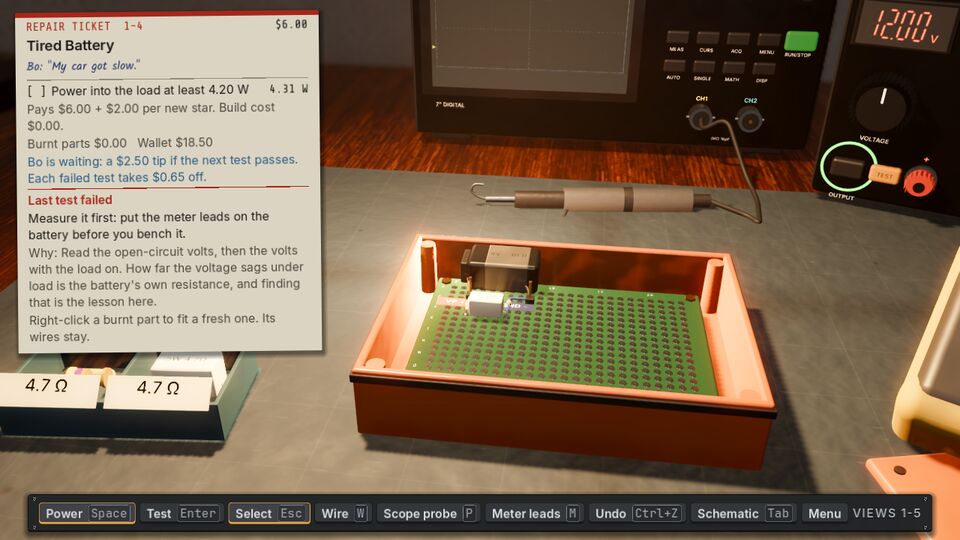 REPAIR TICKET 1-4 $6.00
Tired Battery
Bo: "My car got slow."
[ ] Power into the load at least 4.20 W 4.31 W
Pays $6.00 + $2.00 per new star. Build cost
$0.00.
Burnt parts $0.00 Wallet $18.50
Bo is waiting: a $2.50 tip if the next test passes.
Each failed test takes $0.65 off.
Last test failed
Measure it first: put the meter leads on the
battery before you bench it.
Why: Read the open-circuit volts, then the volts
with the load on. How far the voltage sags under
load is the battery's own resistance, and finding
that is the lesson here.
Right-click a burnt part to fit a fresh one. Its
wires stay.
4.7 Ω
4.7 Ω
7" DIGITAL
MEAS CURS ACQ MENU RUN/STOP
AUTO SINGLE MATH DISP
CH1 CH2
12.00 V
VOLTAGE
OUTPUT
TEST
+
Power Space Test Enter Select Esc Wire W Scope probe P Meter leads M Undo Ctrl+Z Schematic Tab Menu VIEWS 1-5